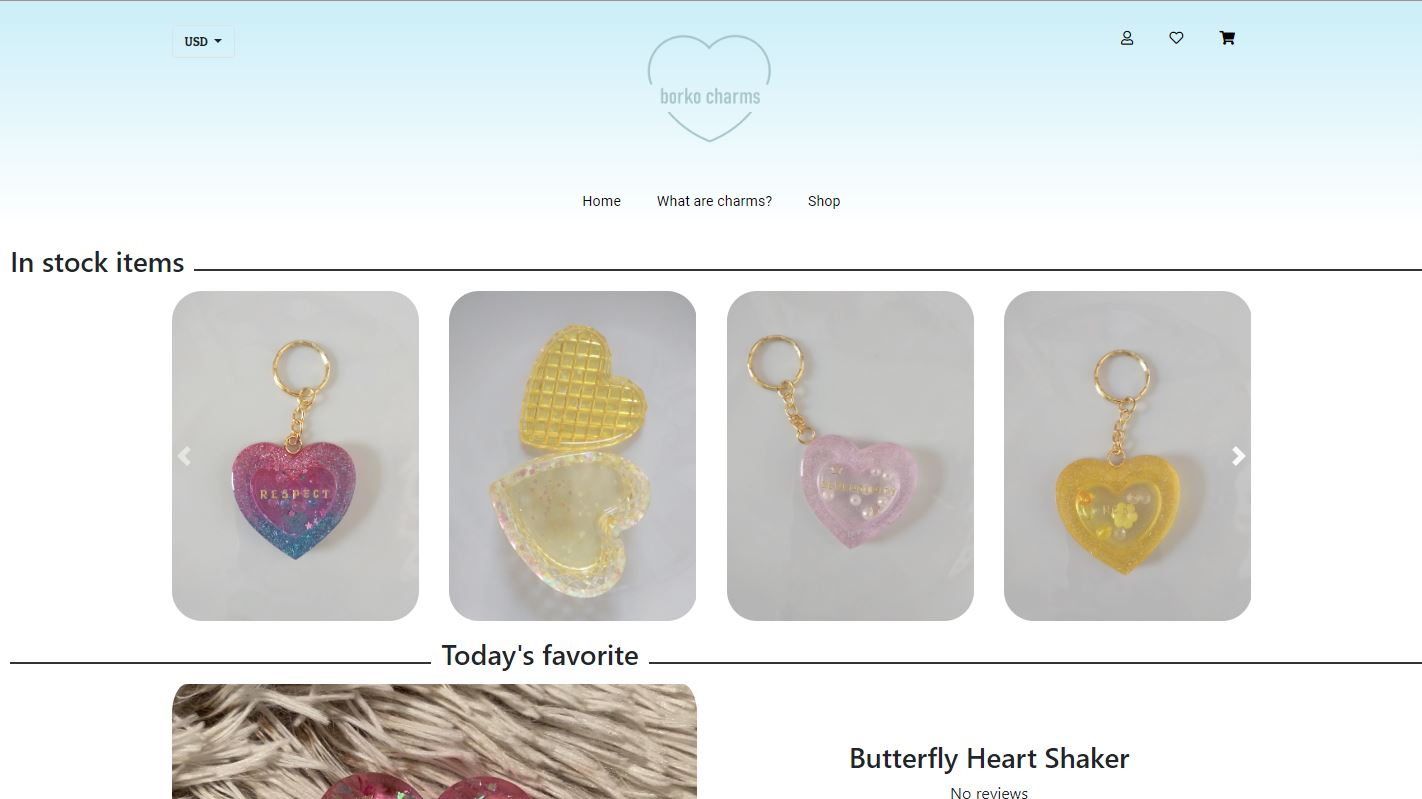 USD
borko charms
Home What are charms? Shop
In stock items
RESPECT
Today's favorite
Butterfly Heart Shaker
No reviews